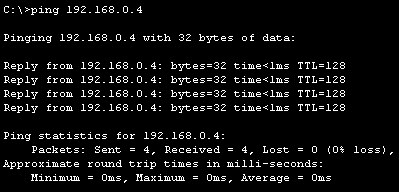 C:\>ping 192.168.0.4
Pinging 192.168.0.4 with 32 bytes of data:
Reply from 192.168.0.4: bytes=32 time<1ms TTL=128
Reply from 192.168.0.4: bytes=32 time<1ms TTL=128
Reply from 192.168.0.4: bytes=32 time<1ms TTL=128
Reply from 192.168.0.4: bytes=32 time<1ms TTL=128
Ping statistics for 192.168.0.4:
Packets: Sent = 4, Received = 4, Lost = 0 (0% loss),
Approximate round trip times in milli-seconds:
Minimum = 0ms, Maximum = 0ms, Average = 0ms